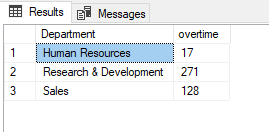 Results Messages
Department overtime
1 Human Resources 17
2 Research & Development 271
3 Sales 128